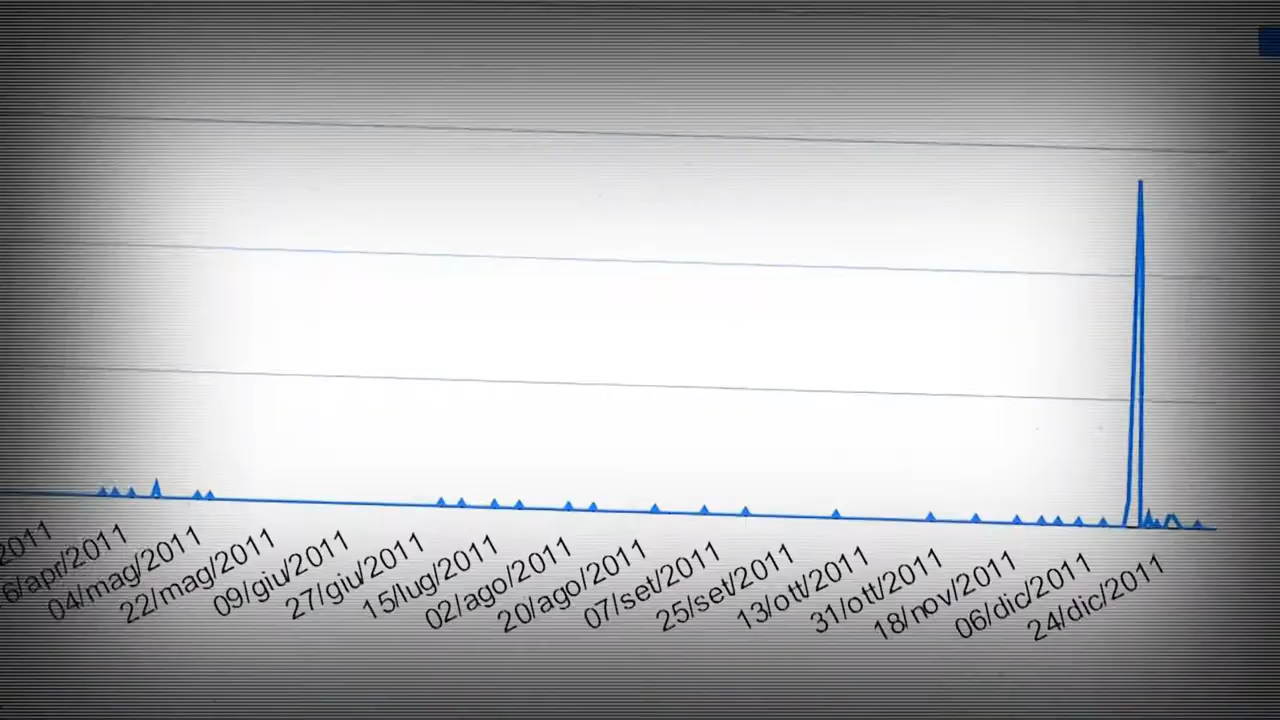 2011
6/apr/2011
04/mag/2011
22/mag/2011
09/giu/2011
27/giu/2011
15/lug/2011
02/ago/2011
20/ago/2011
07/set/2011
25/set/2011
13/ott/2011
31/ott/2011
18/nov/2011
06/dic/2011
24/dic/2011